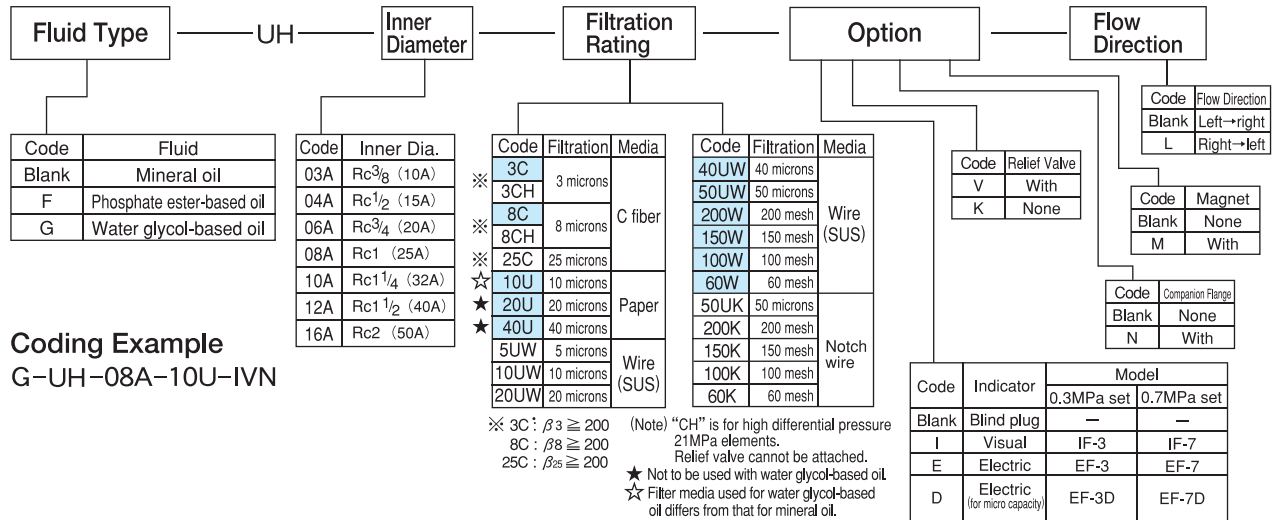 Fluid Type
UH
Inner
Diameter
Filtration
Rating
Option
Flow
Direction
Code Fluid
Blank Mineral oil
F Phosphate ester-based oil
G Water glycol-based oil
Code Inner Dia.
03A Rc3/8 (10A)
04A Rc1/2 (15A)
06A Rc3/4 (20A)
08A Rc1 (25A)
10A Rc1 1/4 (32A)
12A Rc1 1/2 (40A)
16A Rc2 (50A)
Code Filtration Media
※ 3C 3 microns C fiber
3CH
※ 8C 8 microns
8CH
※ 25C 25 microns
☆ 10U 10 microns Paper
★ 20U 20 microns
★ 40U 40 microns
5UW 5 microns Wire (SUS)
10UW 10 microns
20UW 20 microns
※ 3C : β3 ≧ 200
8C : β8 ≧ 200
25C : β25 ≧ 200
Code Filtration Media
40UW 40 microns Wire (SUS)
50UW 50 microns
200W 200 mesh
150W 150 mesh
100W 100 mesh
60W 60 mesh
50UK 50 microns Notch wire
200K 200 mesh
150K 150 mesh
100K 100 mesh
60K 60 mesh
(Note) "CH" is for high differential pressure
21MPa elements.
Relief valve cannot be attached.
★ Not to be used with water glycol-based oil.
☆ Filter media used for water glycol-based
oil differs from that for mineral oil.
Code Flow Direction
Blank Left→right
L Right→left
Code Relief Valve
V With
K None
Code Magnet
Blank None
M With
Code Companion Flange
Blank None
N With
Code Indicator Model
0.3MPa set 0.7MPa set
Blank Blind plug – –
I Visual IF-3 IF-7
E Electric EF-3 EF-7
D Electric (for micro capacity) EF-3D EF-7D
Coding Example
G-UH-08A-10U-IVN